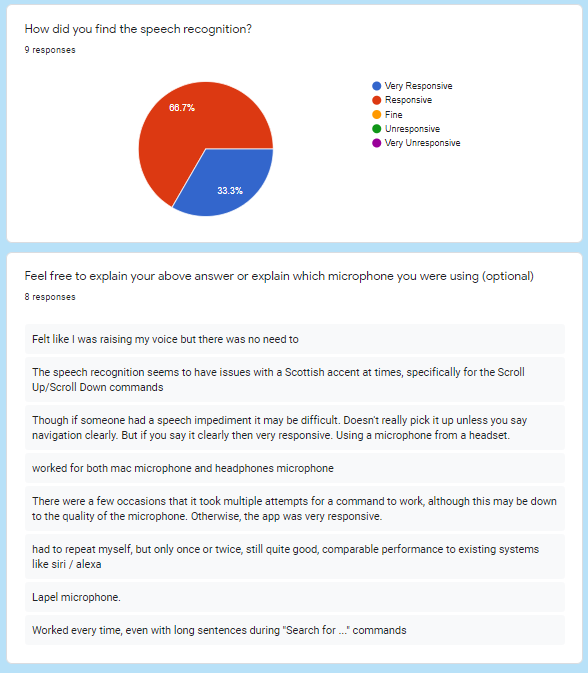 How did you find the speech recognition?
9 responses
66.7%
33.3%
Very Responsive
Responsive
Fine
Unresponsive
Very Unresponsive
Feel free to explain your above answer or explain which microphone you were using (optional)
8 responses
Felt like I was raising my voice but there was no need to
The speech recognition seems to have issues with a Scottish accent at times, specifically for the Scroll
Up/Scroll Down commands
Though if someone had a speech impediment it may be difficult. Doesn't really pick it up unless you say
navigation clearly. But if you say it clearly then very responsive. Using a microphone from a headset.
worked for both mac microphone and headphones microphone
There were a few occasions that it took multiple attempts for a command to work, although this may be down
to the quality of the microphone. Otherwise, the app was very responsive.
had to repeat myself, but only once or twice, still quite good, comparable performance to existing systems
like siri / alexa
Lapel microphone.
Worked every time, even with long sentences during "Search for ..." commands